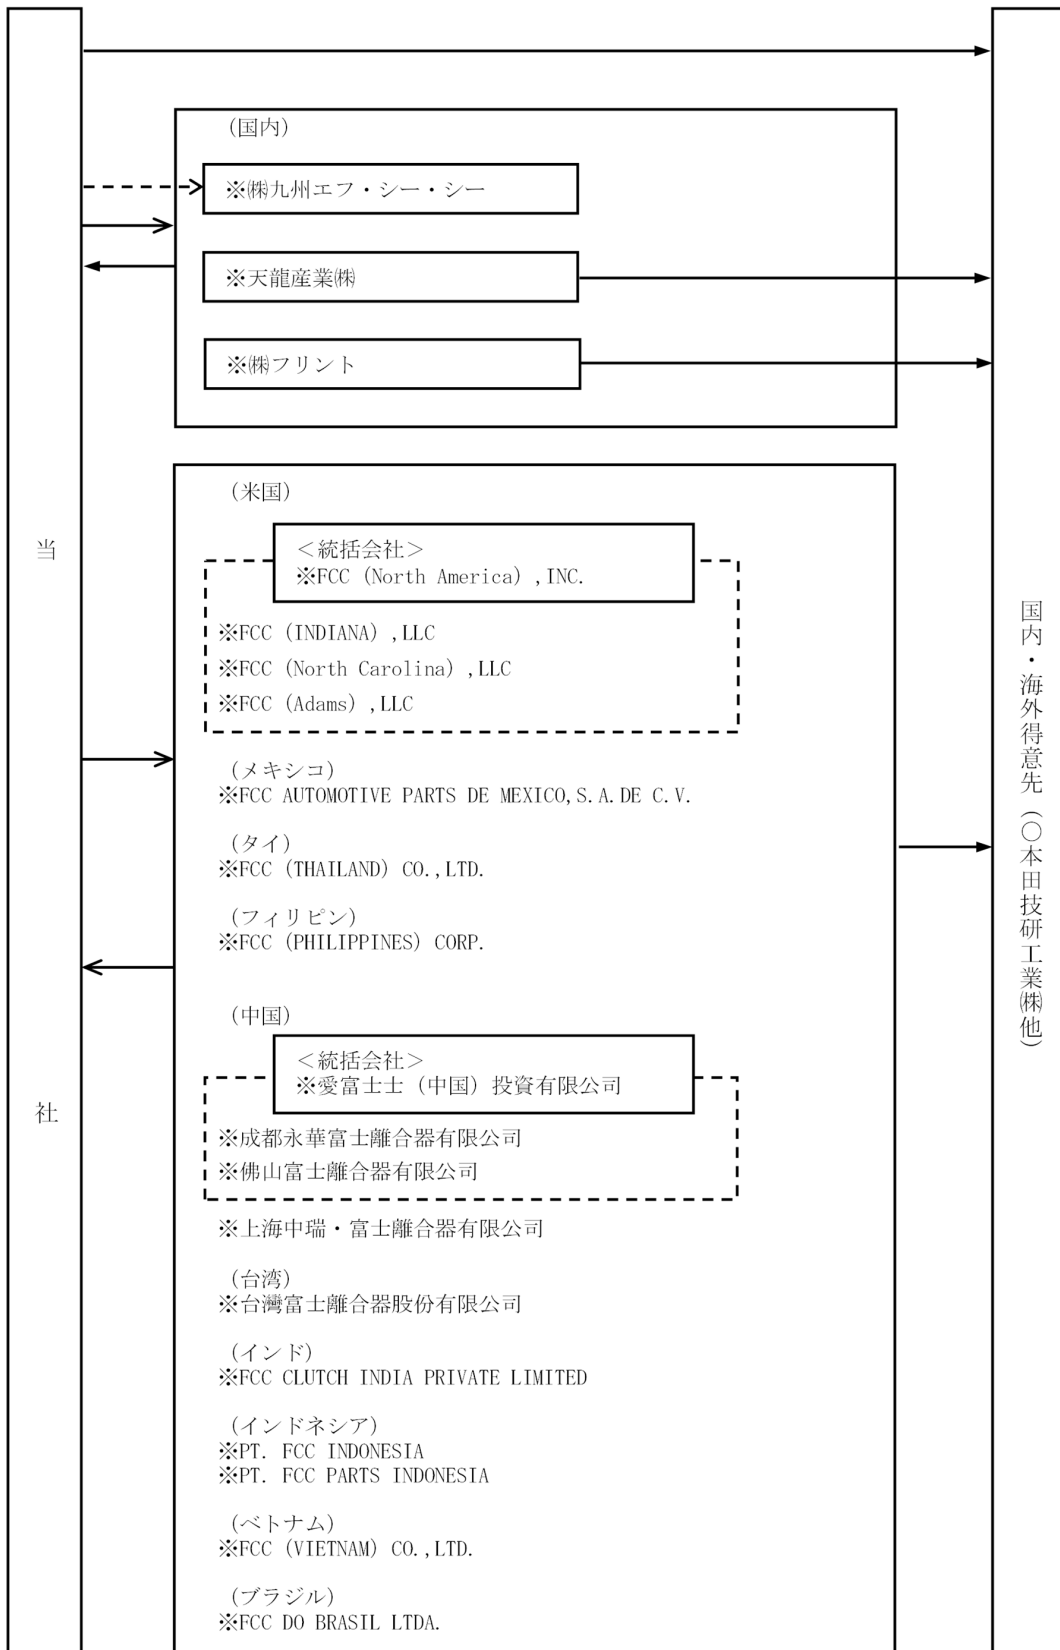 当社
(国内)
※㈱九州エフ・シー・シー
※天龍産業㈱
※㈱フリント
(米国)
<統括会社>
※FCC (North America) ,INC.
※FCC (INDIANA) ,LLC
※FCC (North Carolina) ,LLC
※FCC (Adams) ,LLC
(メキシコ)
※FCC AUTOMOTIVE PARTS DE MEXICO,S.A.DE C.V.
(タイ)
※FCC (THAILAND) CO.,LTD.
(フィリピン)
※FCC (PHILIPPINES) CORP.
(中国)
<統括会社>
※愛富士士 (中国) 投資有限公司
※成都永華富士離合器有限公司
※佛山富士離合器有限公司
※上海中瑞・富士離合器有限公司
(台湾)
※台灣富士離合器股份有限公司
(インド)
※FCC CLUTCH INDIA PRIVATE LIMITED
(インドネシア)
※PT. FCC INDONESIA
※PT. FCC PARTS INDONESIA
(ベトナム)
※FCC (VIETNAM) CO.,LTD.
(ブラジル)
※FCC DO BRASIL LTDA.
国内・海外得意先 (○本田技研工業㈱他)